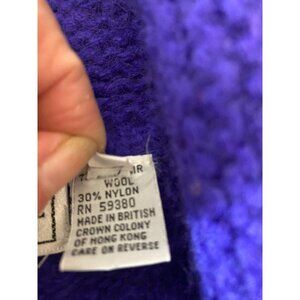 WOOL
30% NYLON
RN 59380
MADE IN BRITISH
CROWN COLONY
OF HONG KONG
CARE ON REVERSE